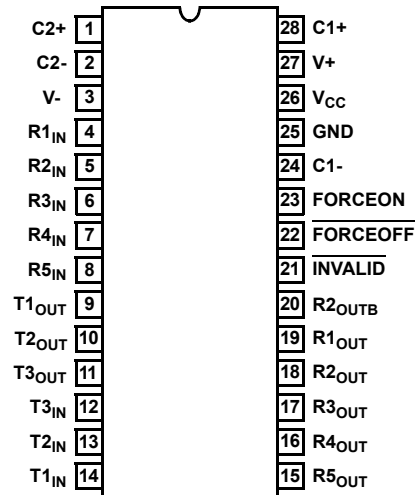 C2+ 1 28 C1+
C2- 2 27 V+
V- 3 26 VCC
R1IN 4 25 GND
R2IN 5 24 C1-
R3IN 6 23 FORCEON
R4IN 7 22 FORCEOFF
R5IN 8 21 INVALID
T1OUT 9 20 R2OUTB
T2OUT 10 19 R1OUT
T3OUT 11 18 R2OUT
T3IN 12 17 R3OUT
T2IN 13 16 R4OUT
T1IN 14 15 R5OUT